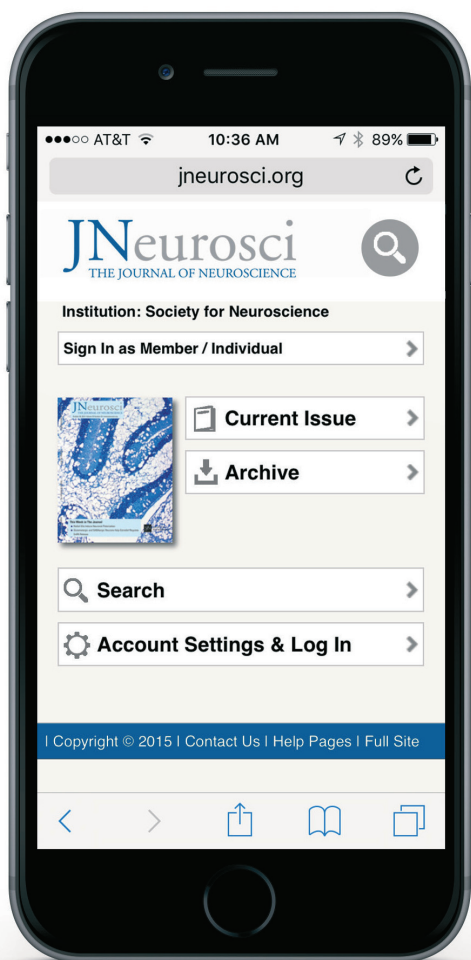 AT&T 10:36 AM 89%
jneurosci.org
JNeurosci
THE JOURNAL OF NEUROSCIENCE
Institution: Society for Neuroscience
Sign In as Member / Individual
JNeurosci
Current Issue
Archive
Search
Account Settings & Log In
| Copyright © 2015 | Contact Us | Help Pages | Full Site